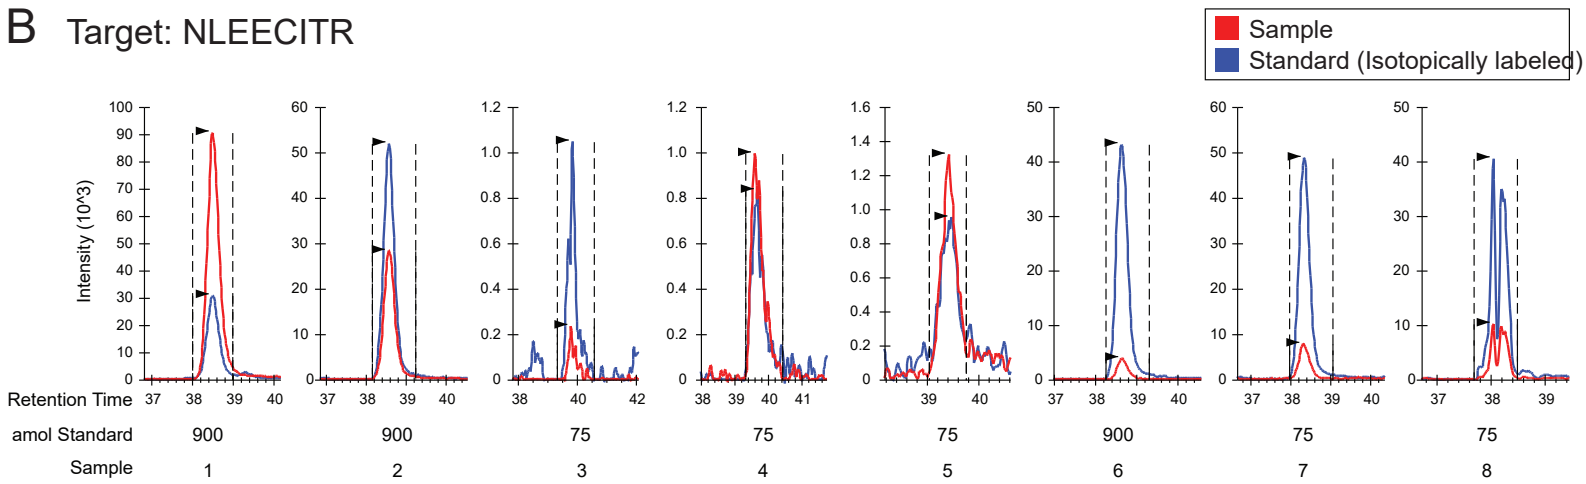 B Target: NLEECITR
Sample
Standard (Isotopically labeled)
Intensity (10^3)
100 90 80 70 60 50 40 30 20 10 0
60 50 40 30 20 10 0
1.2 1.0 0.8 0.6 0.4 0.2 0
1.2 1.0 0.8 0.6 0.4 0.2 0
1.6 1.4 1.2 1.0 0.8 0.6 0.4 0.2 0
50 40 30 20 10 0
60 50 40 30 20 10 0
50 40 30 20 10 0
Retention Time 37 38 39 40 37 38 39 40 38 40 42 38 39 40 41 39 40 37 38 39 40 37 38 39 40 37 38 39
amol Standard 900 900 75 75 75 900 75 75
Sample 1 2 3 4 5 6 7 8